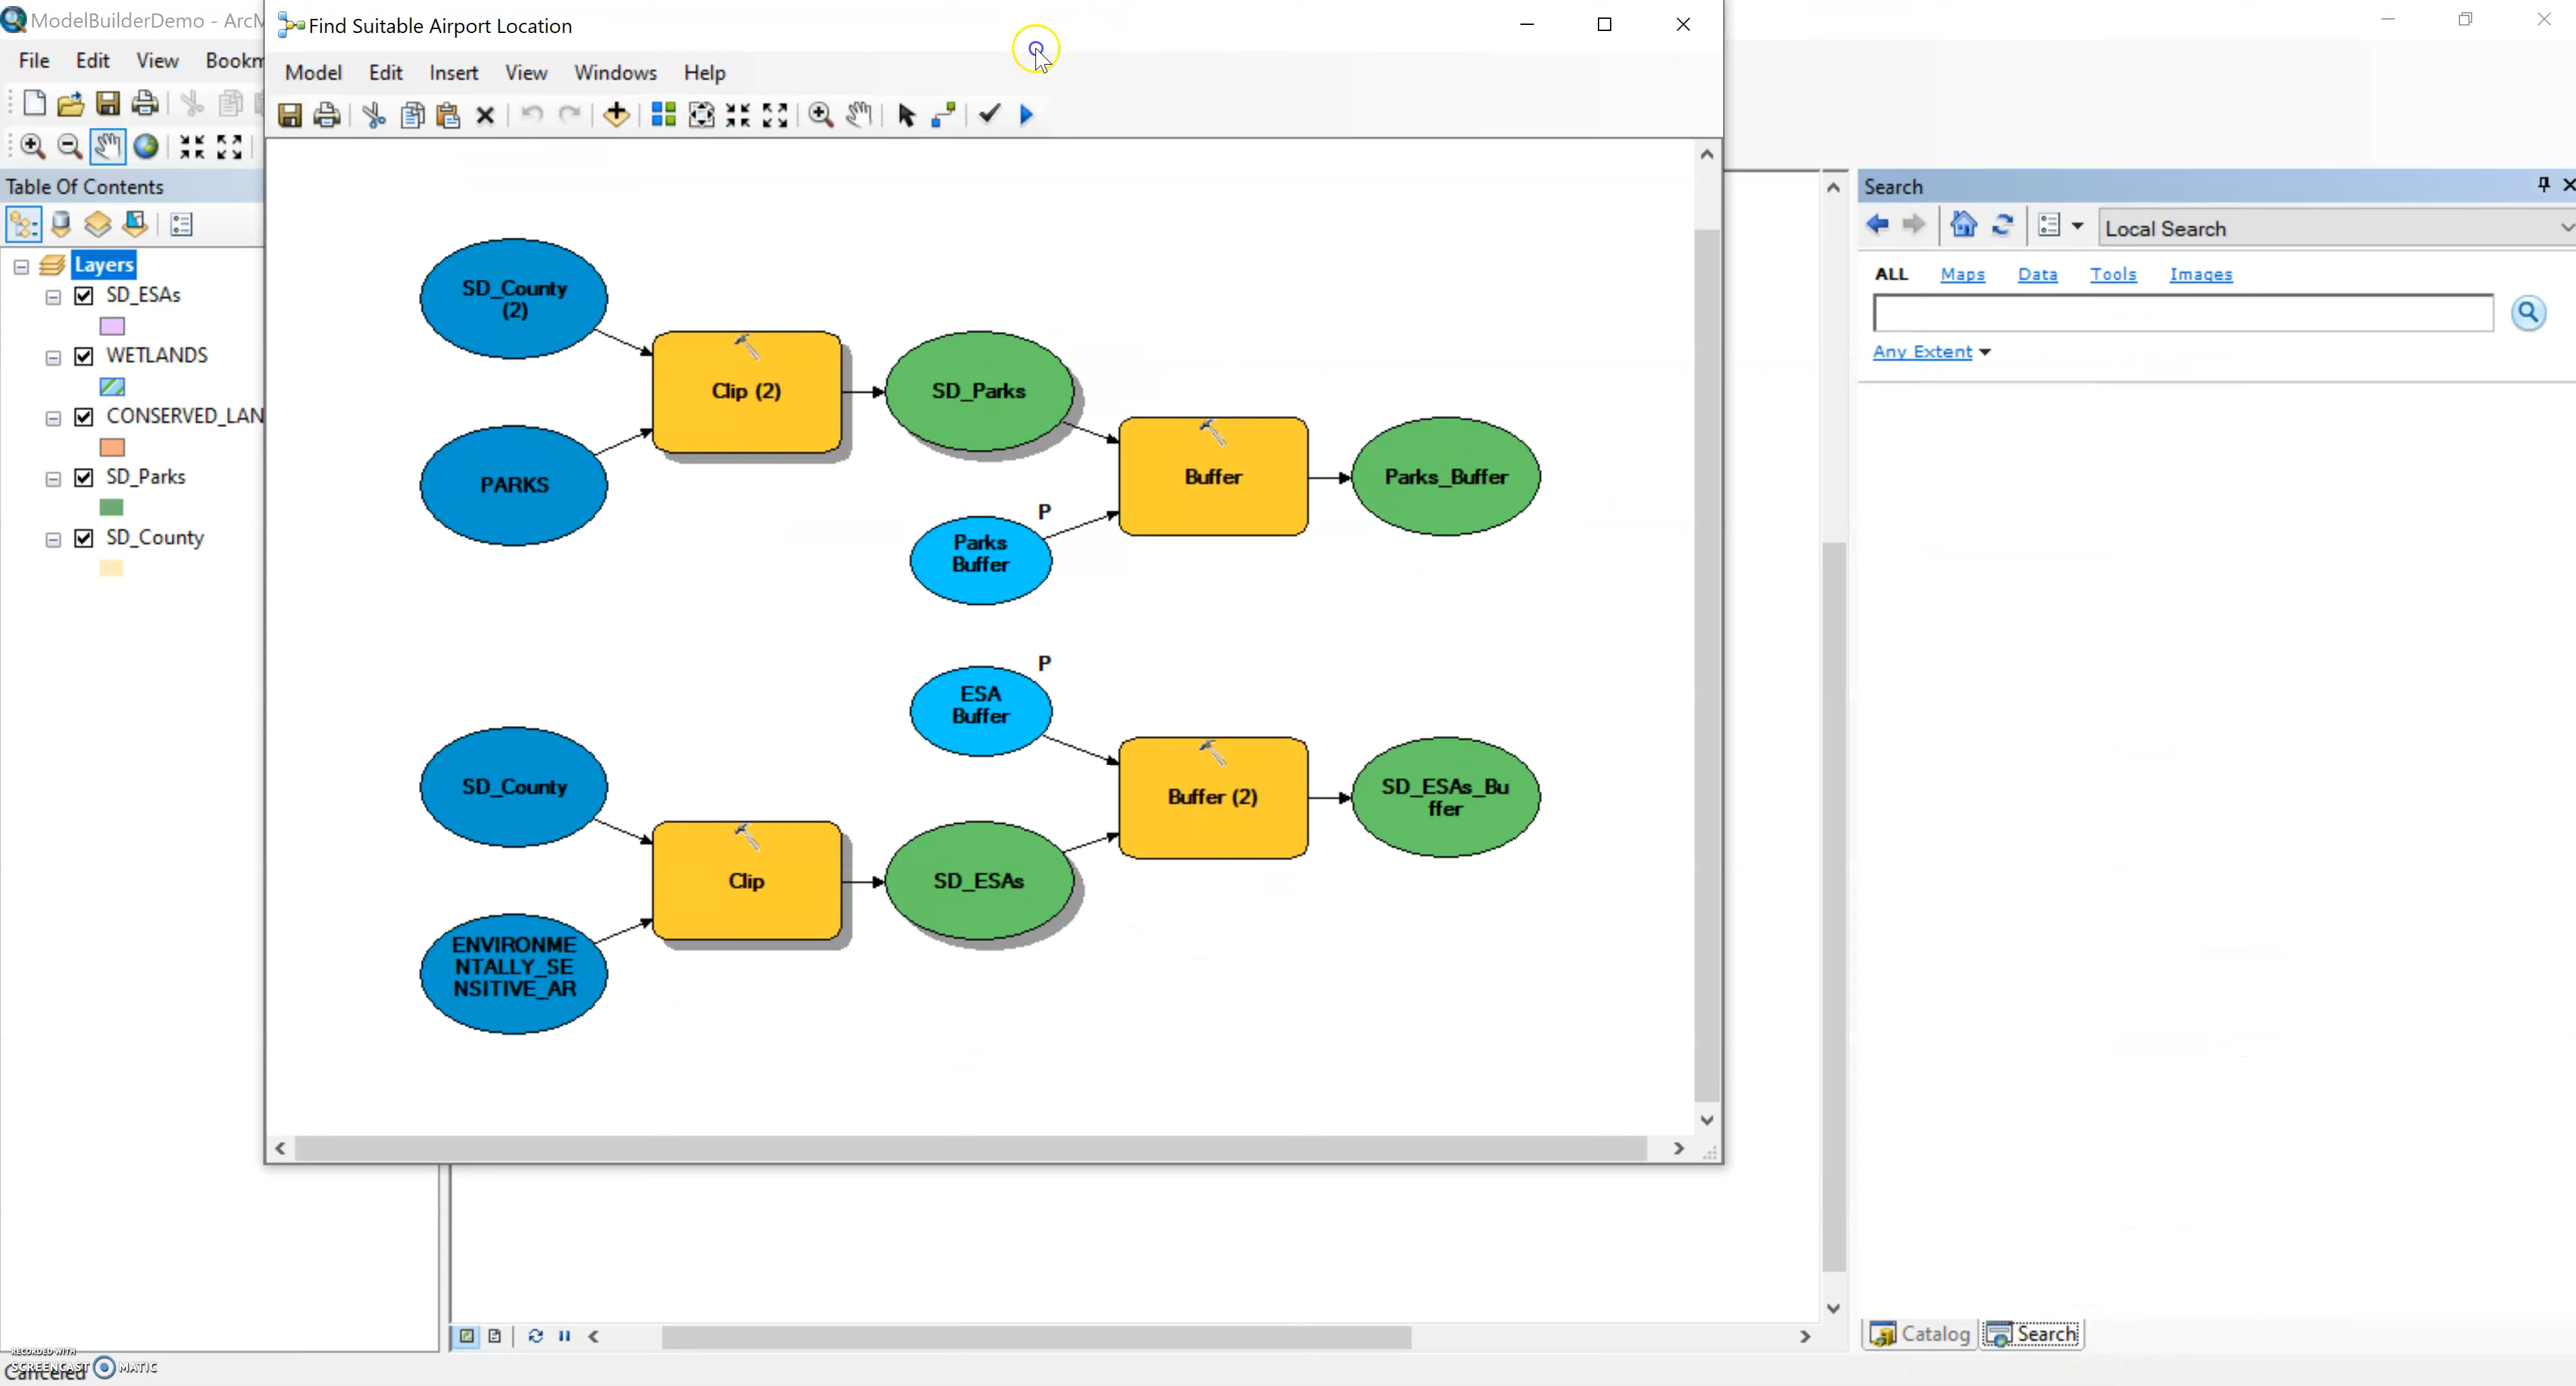 ModelBuilderDemo - ArcM
Find Suitable Airport Location
File Edit View Bookm
Model Edit Insert View Windows Help
Table Of Contents
Layers
SD_ESAs
WETLANDS
CONSERVED_LAN
SD_Parks
SD_County
SD_County
(2)
PARKS
Clip (2)
SD_Parks
P
Parks
Buffer
Buffer
Parks_Buffer
P
ESA
Buffer
SD_County
ENVIRONME
NTALLY_SE
NSITIVE_AR
Clip
SD_ESAs
Buffer (2)
SD_ESAs_Bu
ffer
Search
Local Search
ALL Maps Data Tools Images
Any Extent
Catalog Search
RECORDED WITH
SCREENCAST MATIC
Cancelled